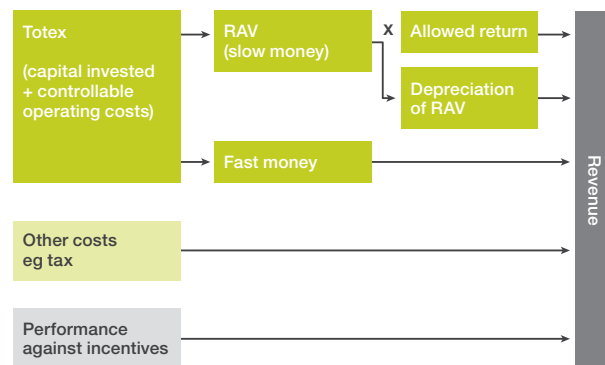 Totex
(capital invested
+ controllable
operating costs)
RAV
(slow money)
x
Allowed return
Depreciation
of RAV
Fast money
Other costs
eg tax
Performance
against incentives
Revenue